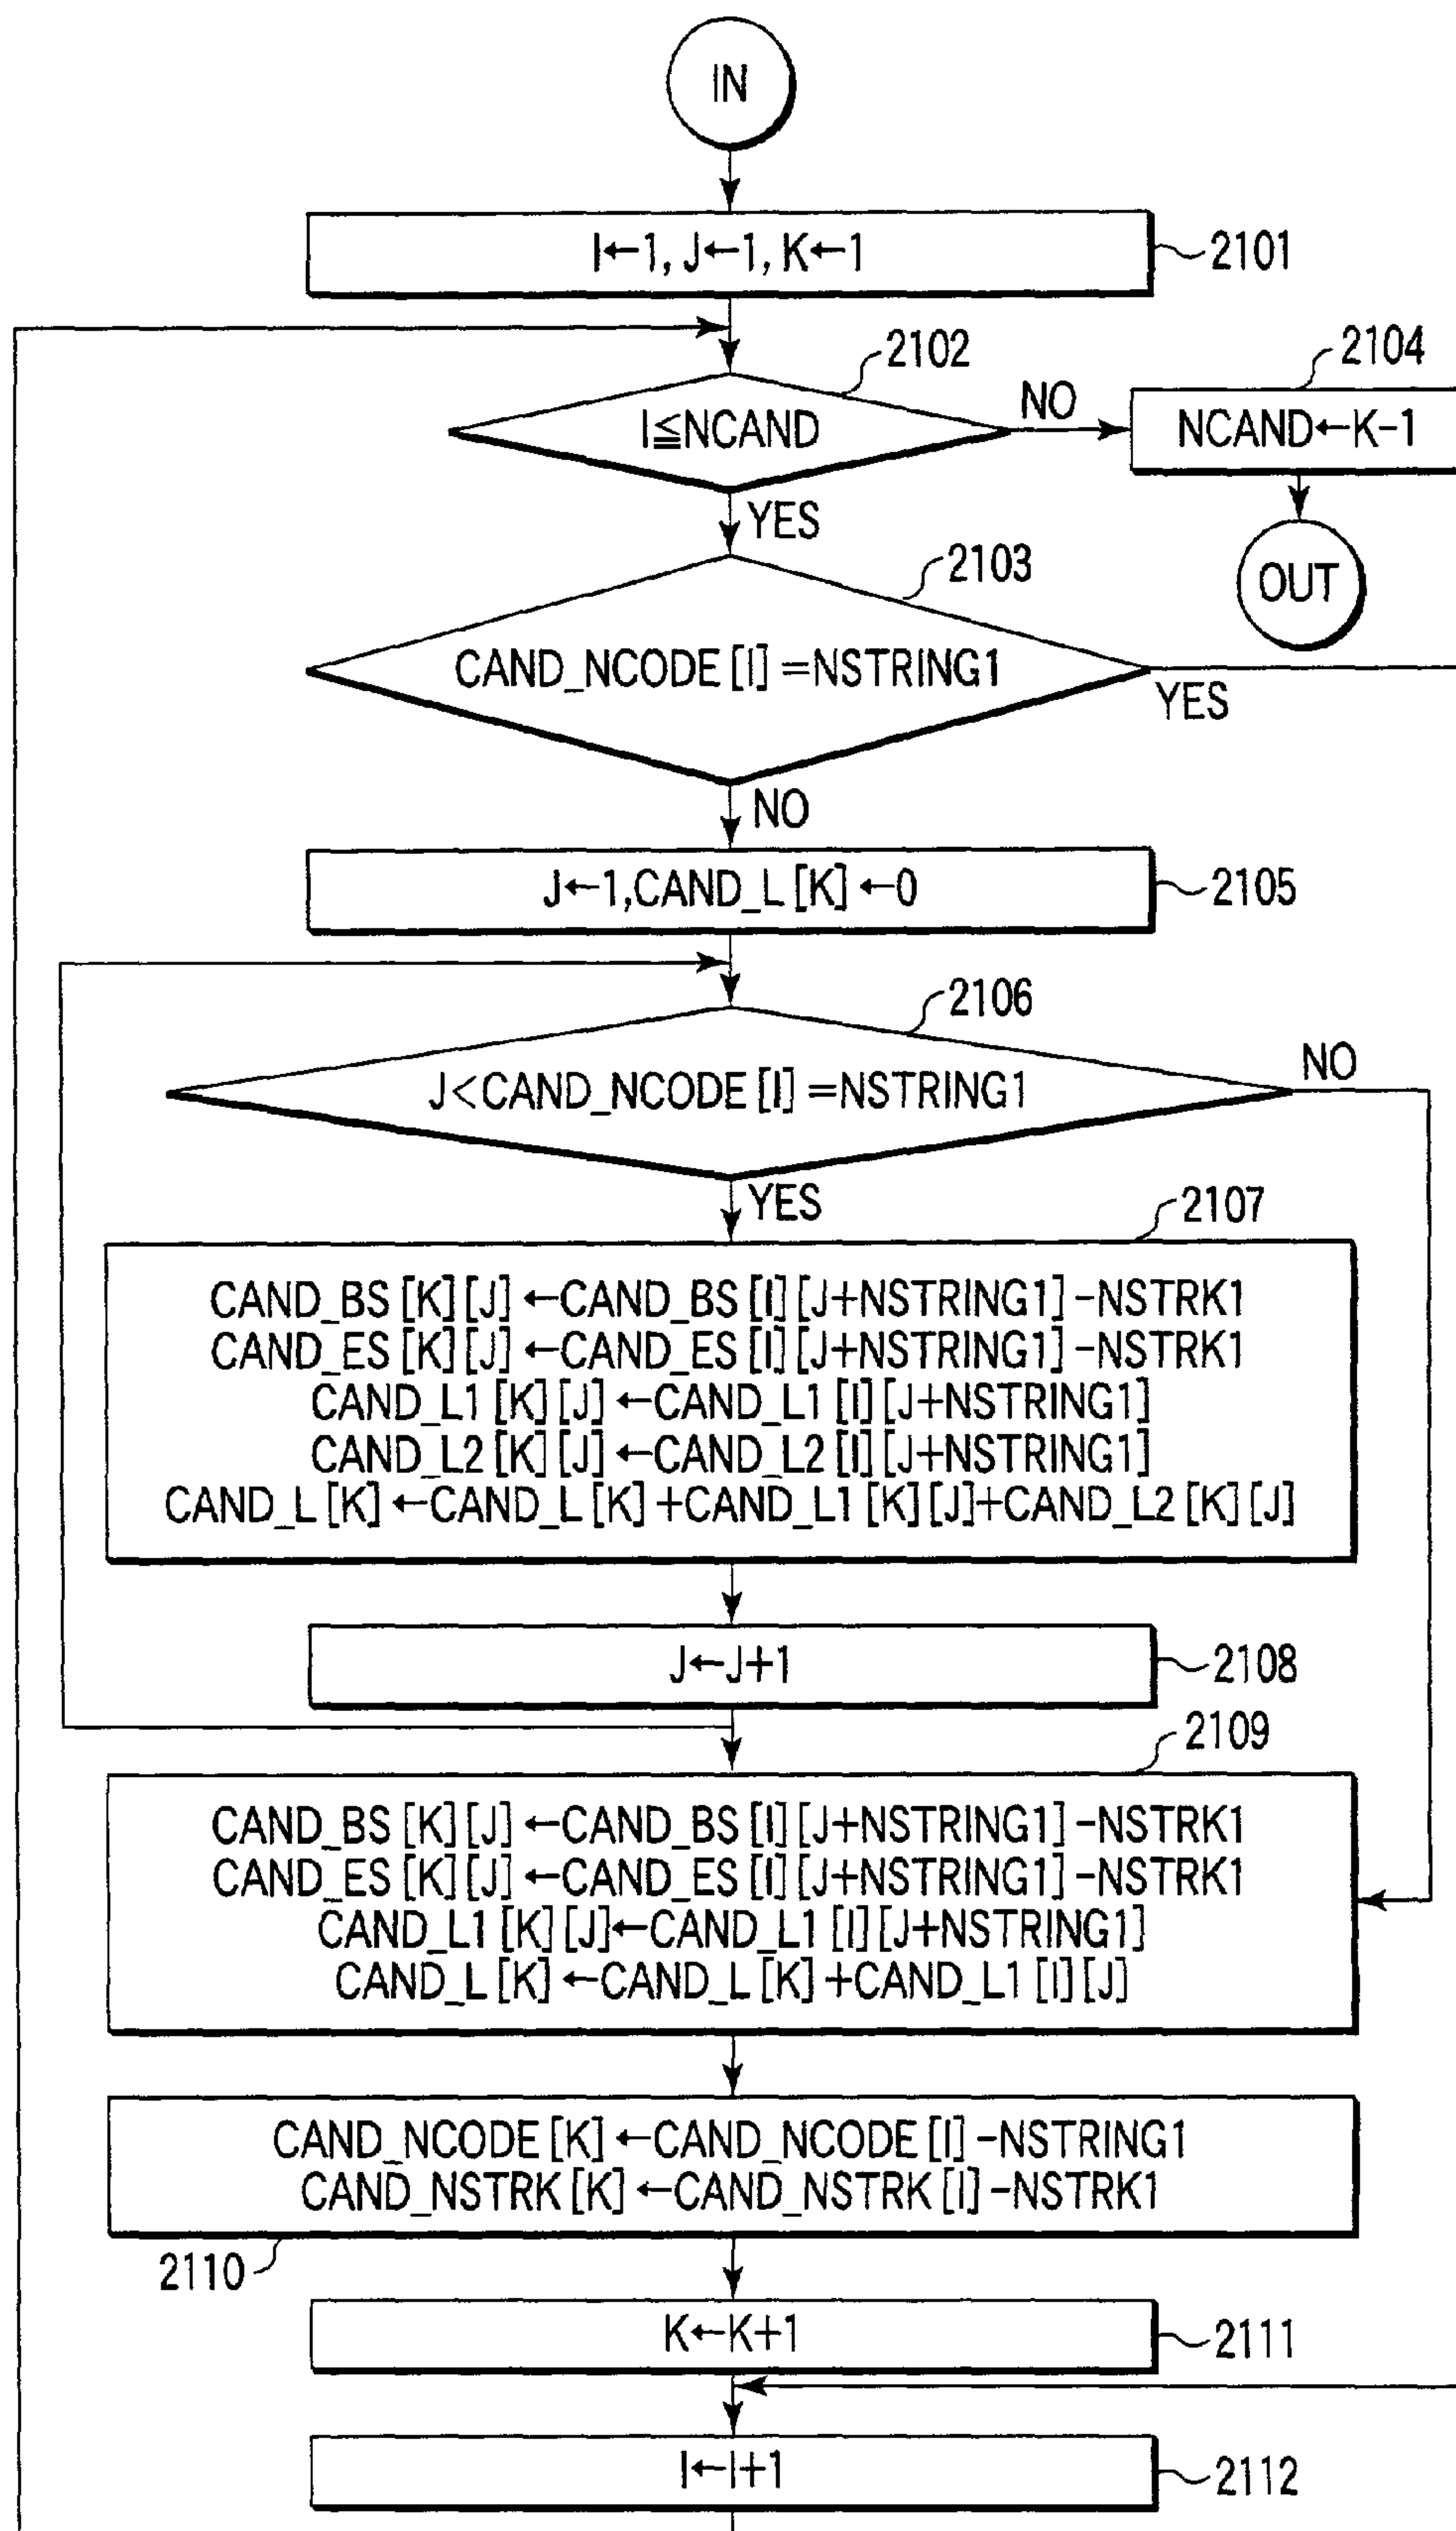 IN
I←1, J←1, K←1
2101
2102
I≦NCAND
NO
2104
NCAND←K-1
YES
OUT
2103
CAND_NCODE[I]=NSTRING1
YES
NO
J←1,CAND_L[K]←0
2105
2106
J<CAND_NCODE[I]=NSTRING1
NO
YES
2107
CAND_BS[K][J]←CAND_BS[I][J+NSTRING1]-NSTRK1
CAND_ES[K][J]←CAND_ES[I][J+NSTRING1]-NSTRK1
CAND_L1[K][J]←CAND_L1[I][J+NSTRING1]
CAND_L2[K][J]←CAND_L2[I][J+NSTRING1]
CAND_L[K]←CAND_L[K]+CAND_L1[K][J]+CAND_L2[K][J]
J←J+1
2108
2109
CAND_BS[K][J]←CAND_BS[I][J+NSTRING1]-NSTRK1
CAND_ES[K][J]←CAND_ES[I][J+NSTRING1]-NSTRK1
CAND_L1[K][J]←CAND_L1[I][J+NSTRING1]
CAND_L[K]←CAND_L[K]+CAND_L1[I][J]
CAND_NCODE[K]←CAND_NCODE[I]-NSTRING1
CAND_NSTRK[K]←CAND_NSTRK[I]-NSTRK1
2110
K←K+1
2111
I←I+1
2112